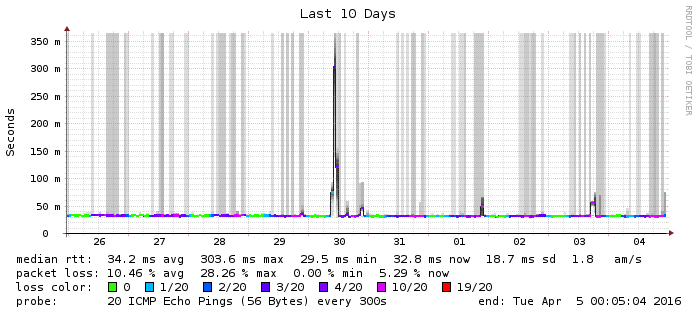 Last 10 Days
RRDTOOL / TOBI OETIKER
Seconds
350 m
300 m
250 m
200 m
150 m
100 m
50 m
0
26 27 28 29 30 31 01 02 03 04
median rtt: 34.2 ms avg 303.6 ms max 29.5 ms min 32.8 ms now 18.7 ms sd 1.8 am/s
packet loss: 10.46 % avg 28.26 % max 0.00 % min 5.29 % now
loss color: 0 1/20 2/20 3/20 4/20 10/20 19/20
probe: 20 ICMP Echo Pings (56 Bytes) every 300s end: Tue Apr 5 00:05:04 2016